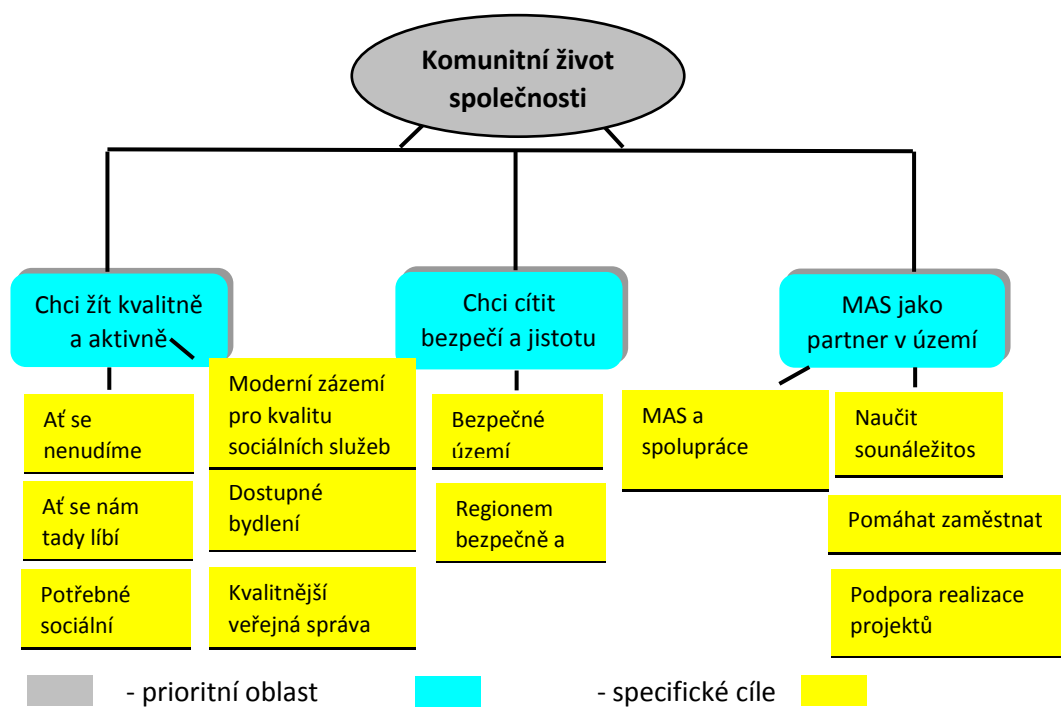 Komunitní život
společnosti
Chci žít kvalitně
a aktivně
Chci cítit
bezpečí a jistotu
MAS jako
partner v území
Ať se
nenudíme
Moderní zázemí
pro kvalitu
sociálních služeb
Bezpečné
území
MAS a
spolupráce
Naučit
sounáležitos
Ať se nám
tady líbí
Dostupné
bydlení
Regionem
bezpečně a
Pomáhat zaměstnat
Potřebné
sociální
Kvalitnější
veřejná správa
Podpora realizace
projektů
- prioritní oblast
- specifické cíle